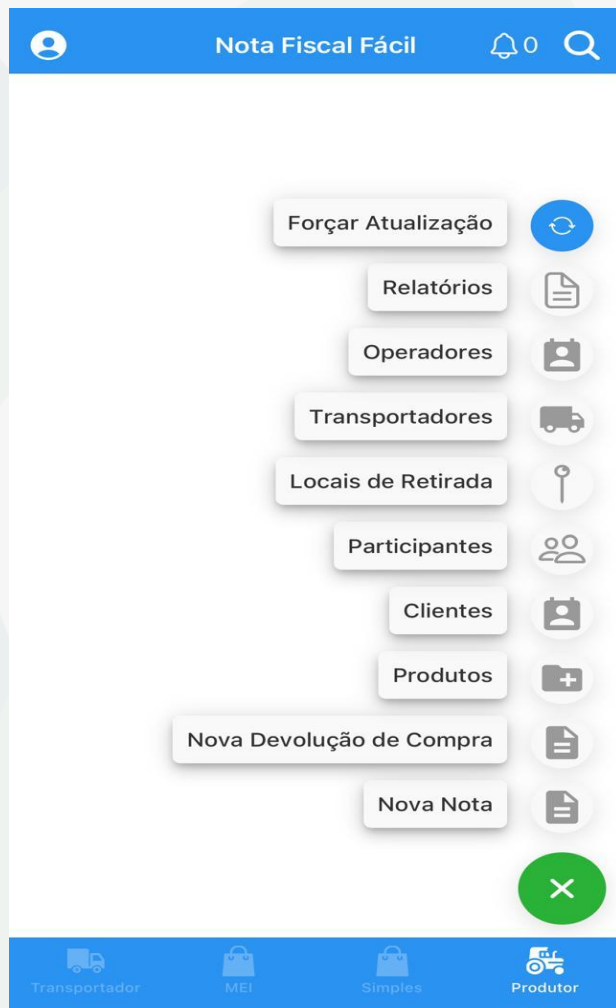 Nota Fiscal Fácil
0
Forçar Atualização
Relatórios
Operadores
Transportadores
Locais de Retirada
Participantes
Clientes
Produtos
Nova Devolução de Compra
Nova Nota
Transportador
MEI
Simples
Produtor